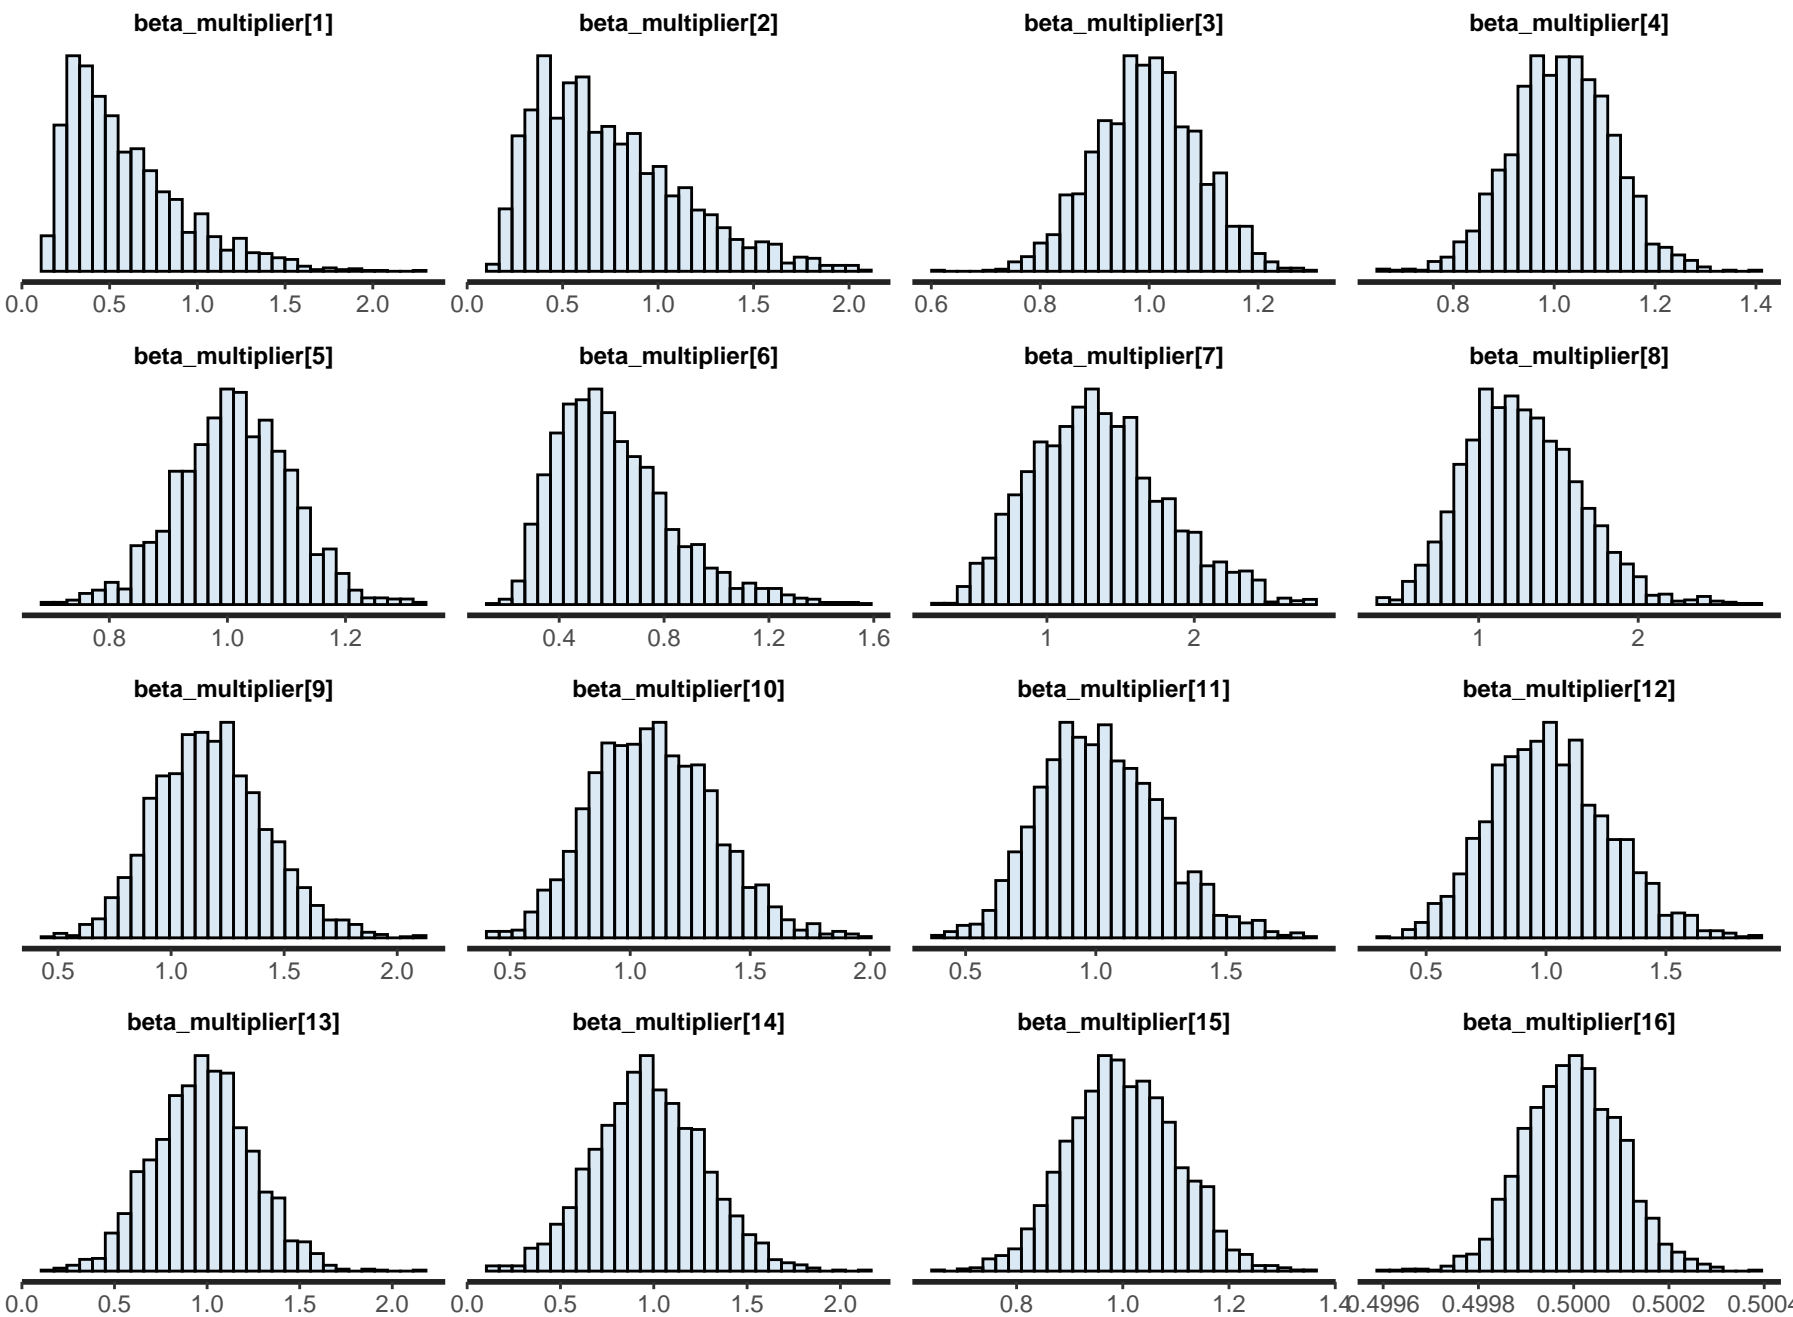 beta_multiplier[1] beta_multiplier[2] beta_multiplier[3] beta_multiplier[4]
0.0 0.5 1.0 1.5 2.0 0.0 0.5 1.0 1.5 2.0 0.6 0.8 1.0 1.2 0.8 1.0 1.2 1.4
beta_multiplier[5] beta_multiplier[6] beta_multiplier[7] beta_multiplier[8]
0.8 1.0 1.2 0.4 0.8 1.2 1.6 1 2 1 2
beta_multiplier[9] beta_multiplier[10] beta_multiplier[11] beta_multiplier[12]
0.5 1.0 1.5 2.0 0.5 1.0 1.5 2.0 0.5 1.0 1.5 0.5 1.0 1.5
beta_multiplier[13] beta_multiplier[14] beta_multiplier[15] beta_multiplier[16]
0.0 0.5 1.0 1.5 2.0 0.0 0.5 1.0 1.5 2.0 0.8 1.0 1.2 1.4 0.4996 0.4998 0.5000 0.5002 0.5004